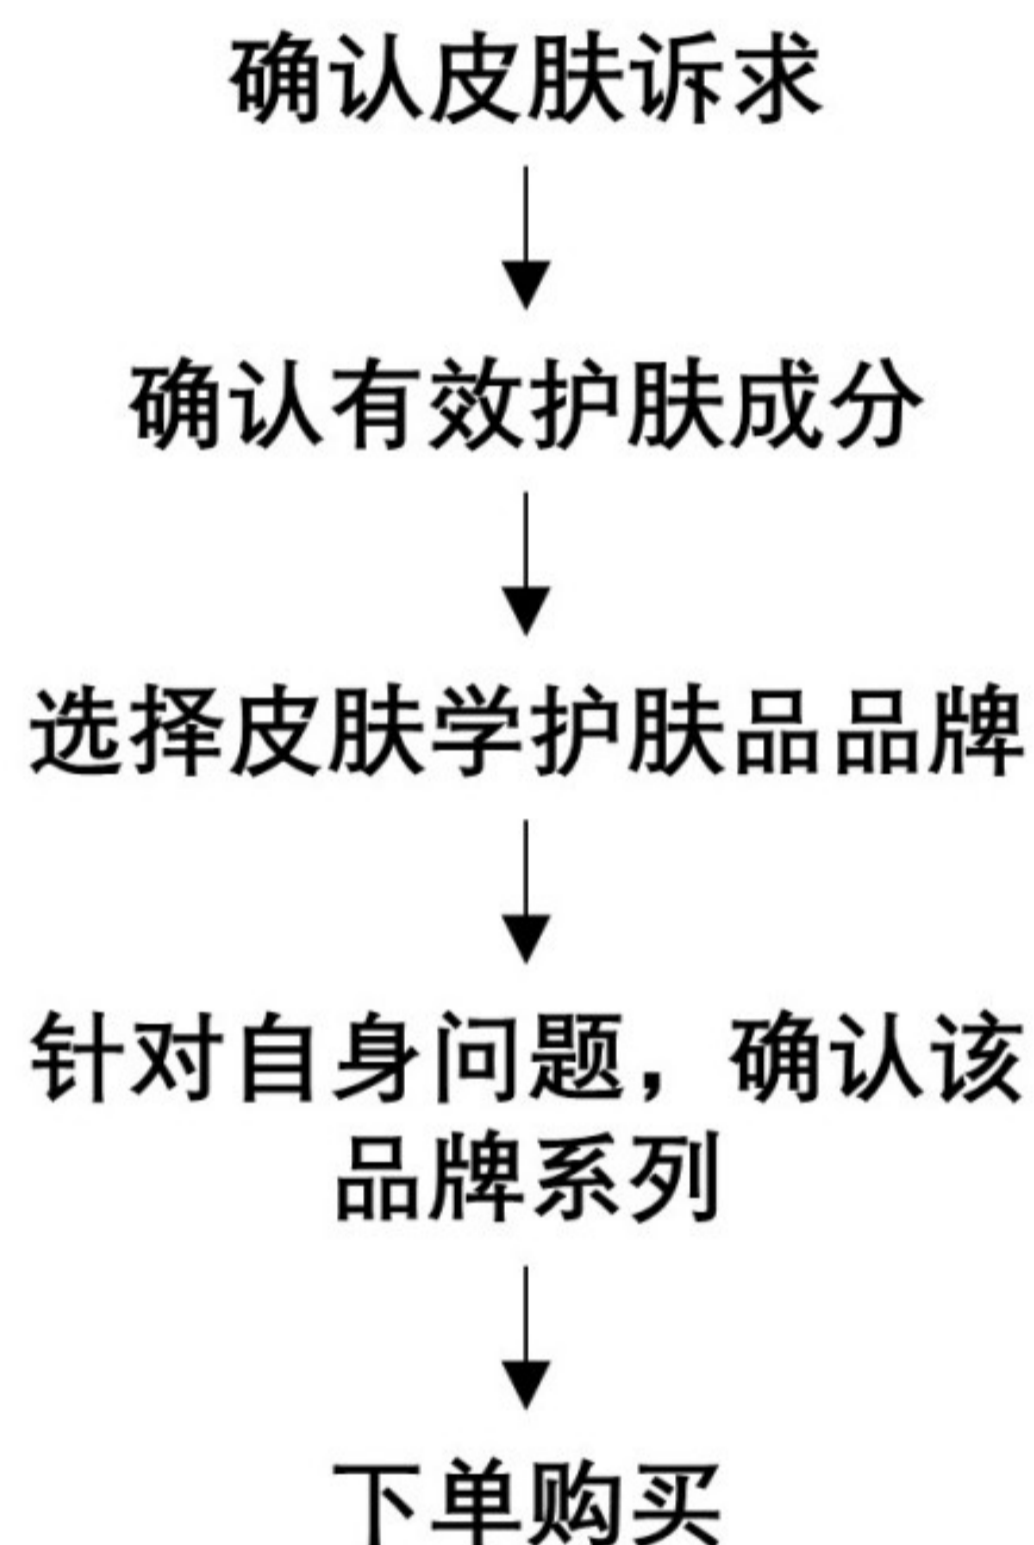 确认皮肤诉求
确认有效护肤成分
选择皮肤学护肤品品牌
针对自身问题，确认该
品牌系列
下单购买